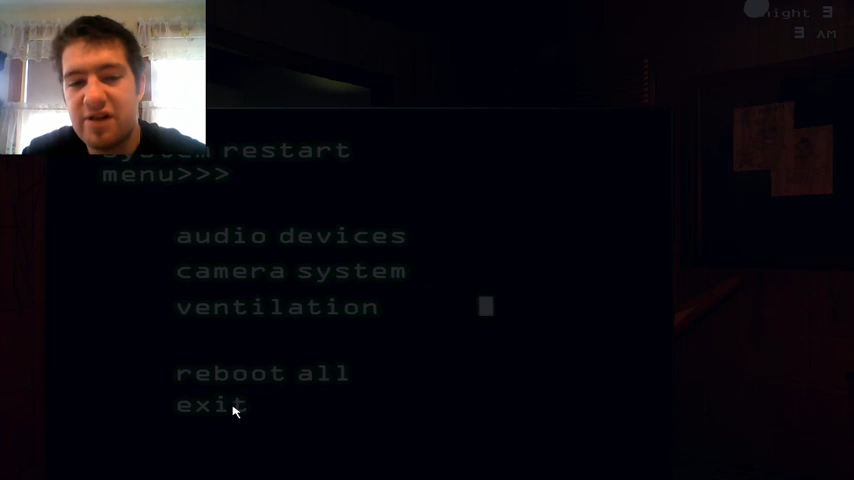 night 3
3 AM
system restart
menu>>>
audio devices
camera system
ventilation
reboot all
exit